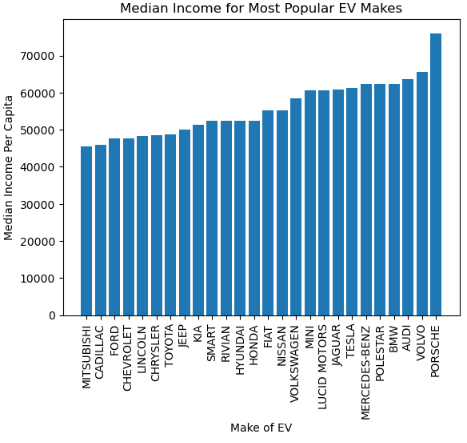 Median Income for Most Popular EV Makes
Median Income Per Capita
70000
60000
50000
40000
30000
20000
10000
0
MITSUBISHI
CADILLAC
FORD
CHEVROLET
LINCOLN
CHRYSLER
TOYOTA
JEEP
KIA
SMART
RIVIAN
HYUNDAI
HONDA
FIAT
NISSAN
VOLKSWAGEN
MINI
LUCID MOTORS
JAGUAR
TESLA
MERCEDES-BENZ
POLESTAR
BMW
AUDI
VOLVO
PORSCHE
Make of EV